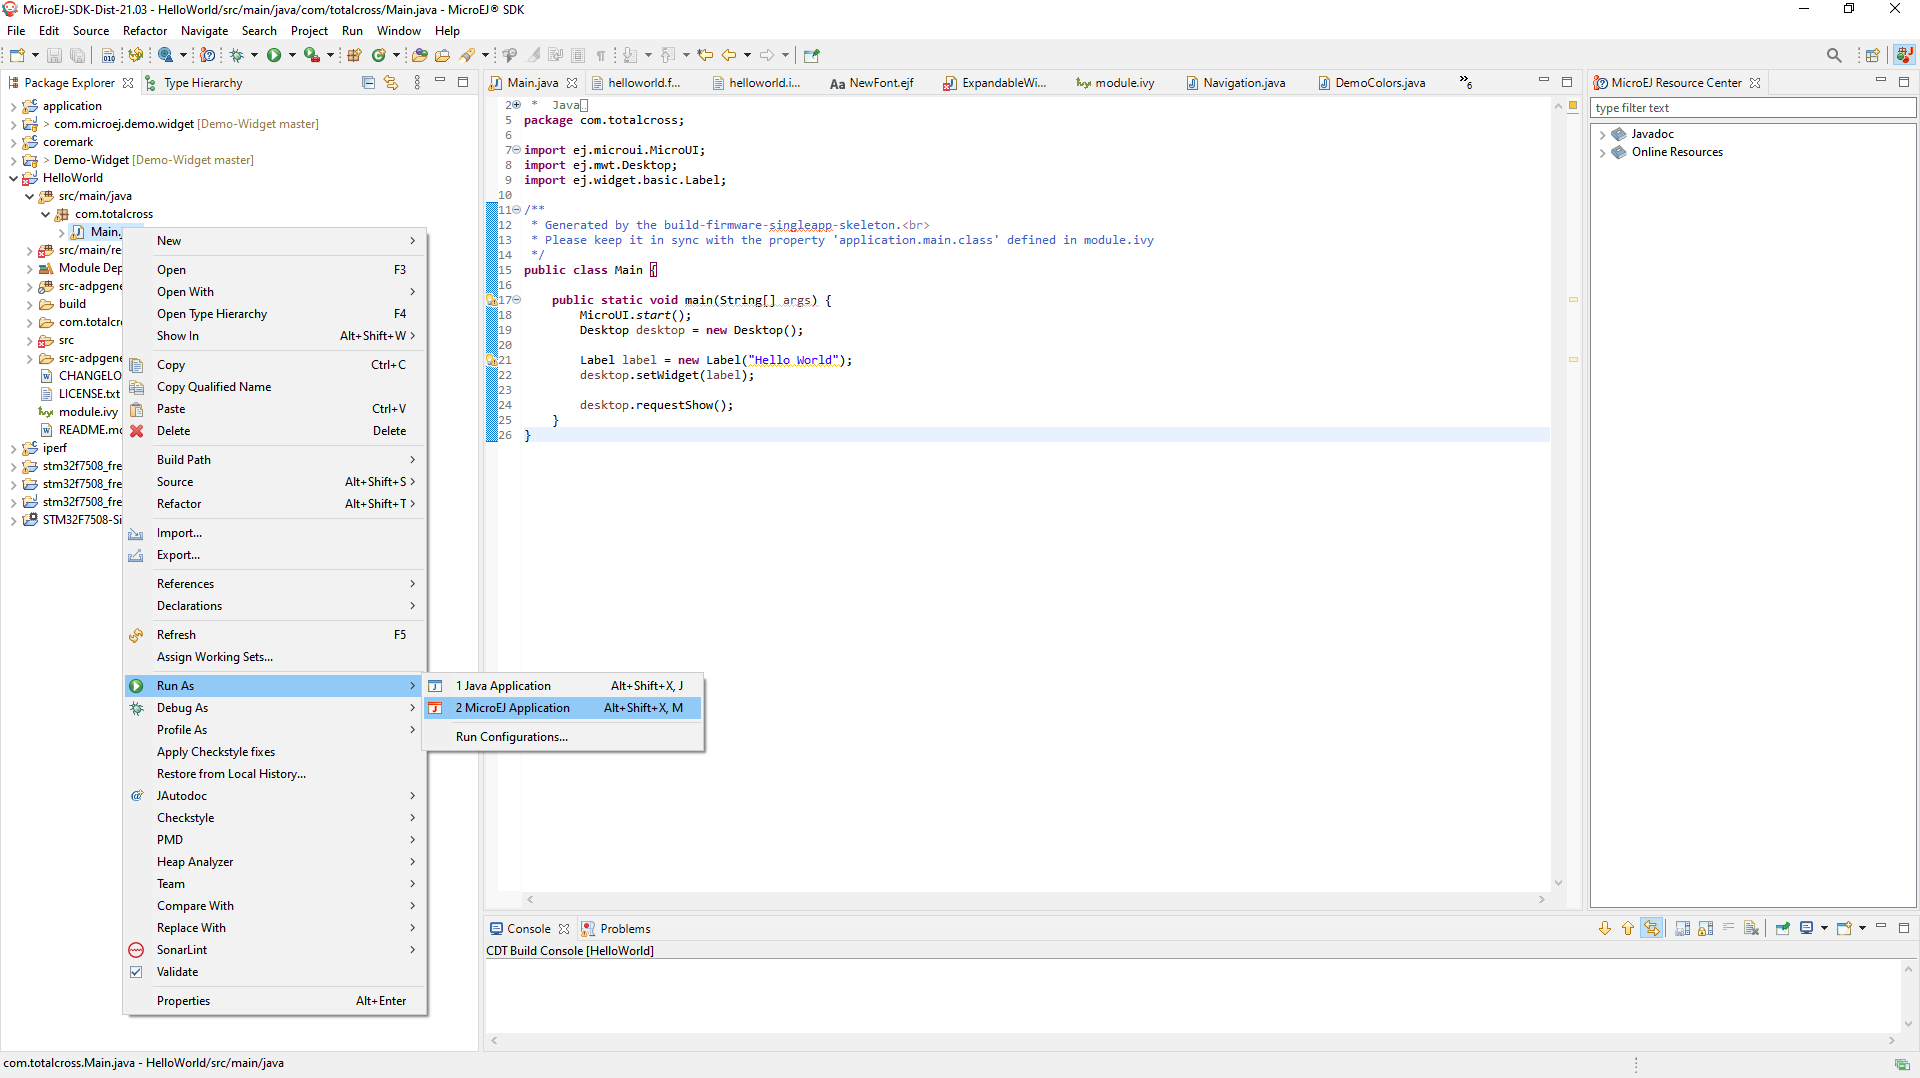 MicroEJ-SDK-Dist-21.03 - HelloWorld/src/main/java/com/totalcross/Main.java - MicroEJ® SDK
File Edit Source Refactor Navigate Search Project Run Window Help
Package Explorer
Type Hierarchy
application
> com.microej.demo.widget [Demo-Widget master]
coremark
> Demo-Widget [Demo-Widget master]
HelloWorld
src/main/java
com.totalcross
Main.
src/main/re
Module Dep
src-adpgene
build
com.totalcr
src
src-adpgene
CHANGELO
LICENSE.txt
module.ivy
README.mc
iperf
stm32f7508_fre
stm32f7508_fre
stm32f7508_fre
STM32F7508-Si
New
Open F3
Open With
Open Type Hierarchy F4
Show In Alt+Shift+W
Copy Ctrl+C
Copy Qualified Name
Paste Ctrl+V
Delete Delete
Build Path
Source Alt+Shift+S
Refactor Alt+Shift+T
Import...
Export...
References
Declarations
Refresh F5
Assign Working Sets...
Run As
Debug As
Profile As
Apply Checkstyle fixes
Restore from Local History...
JAutodoc
Checkstyle
PMD
Heap Analyzer
Team
Compare With
Replace With
SonarLint
Validate
Properties Alt+Enter
1 Java Application Alt+Shift+X, J
2 MicroEJ Application Alt+Shift+X, M
Run Configurations...
Main.java helloworld.f... helloworld.i... NewFont.ejf ExpandableWi... module.ivy Navigation.java DemoColors.java »6
2 * Java
5 package com.totalcross;
6
7 import ej.microui.MicroUI;
8 import ej.mwt.Desktop;
9 import ej.widget.basic.Label;
10
11 /**
12 * Generated by the build-firmware-singleapp-skeleton.<br>
13 * Please keep it in sync with the property 'application.main.class' defined in module.ivy
14 */
15 public class Main {
16
17 public static void main(String[] args) {
18 MicroUI.start();
19 Desktop desktop = new Desktop();
20
21 Label label = new Label("Hello World");
22 desktop.setWidget(label);
23
24 desktop.requestShow();
25 }
26 }
MicroEJ Resource Center
type filter text
Javadoc
Online Resources
Console Problems
CDT Build Console [HelloWorld]
com.totalcross.Main.java - HelloWorld/src/main/java